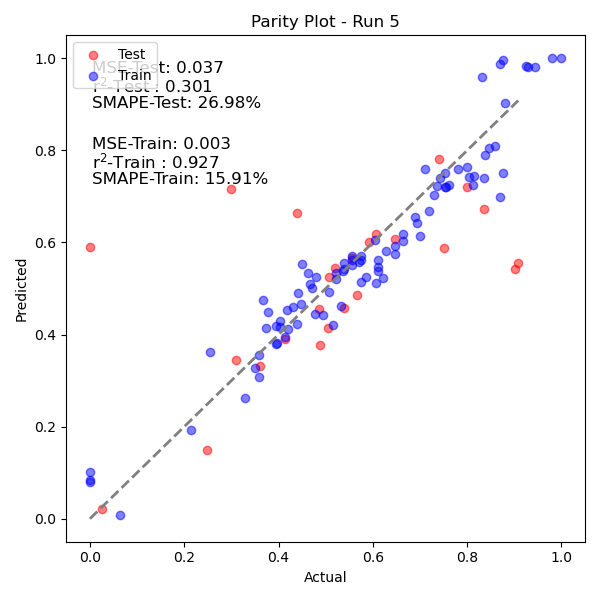 Parity Plot - Run 5
Test
Train
MSE-Test: 0.037
r²-Test : 0.301
SMAPE-Test: 26.98%
MSE-Train: 0.003
r²-Train : 0.927
SMAPE-Train: 15.91%
1.0
0.8
0.6
0.4
0.2
0.0
Predicted
0.0 0.2 0.4 0.6 0.8 1.0
Actual